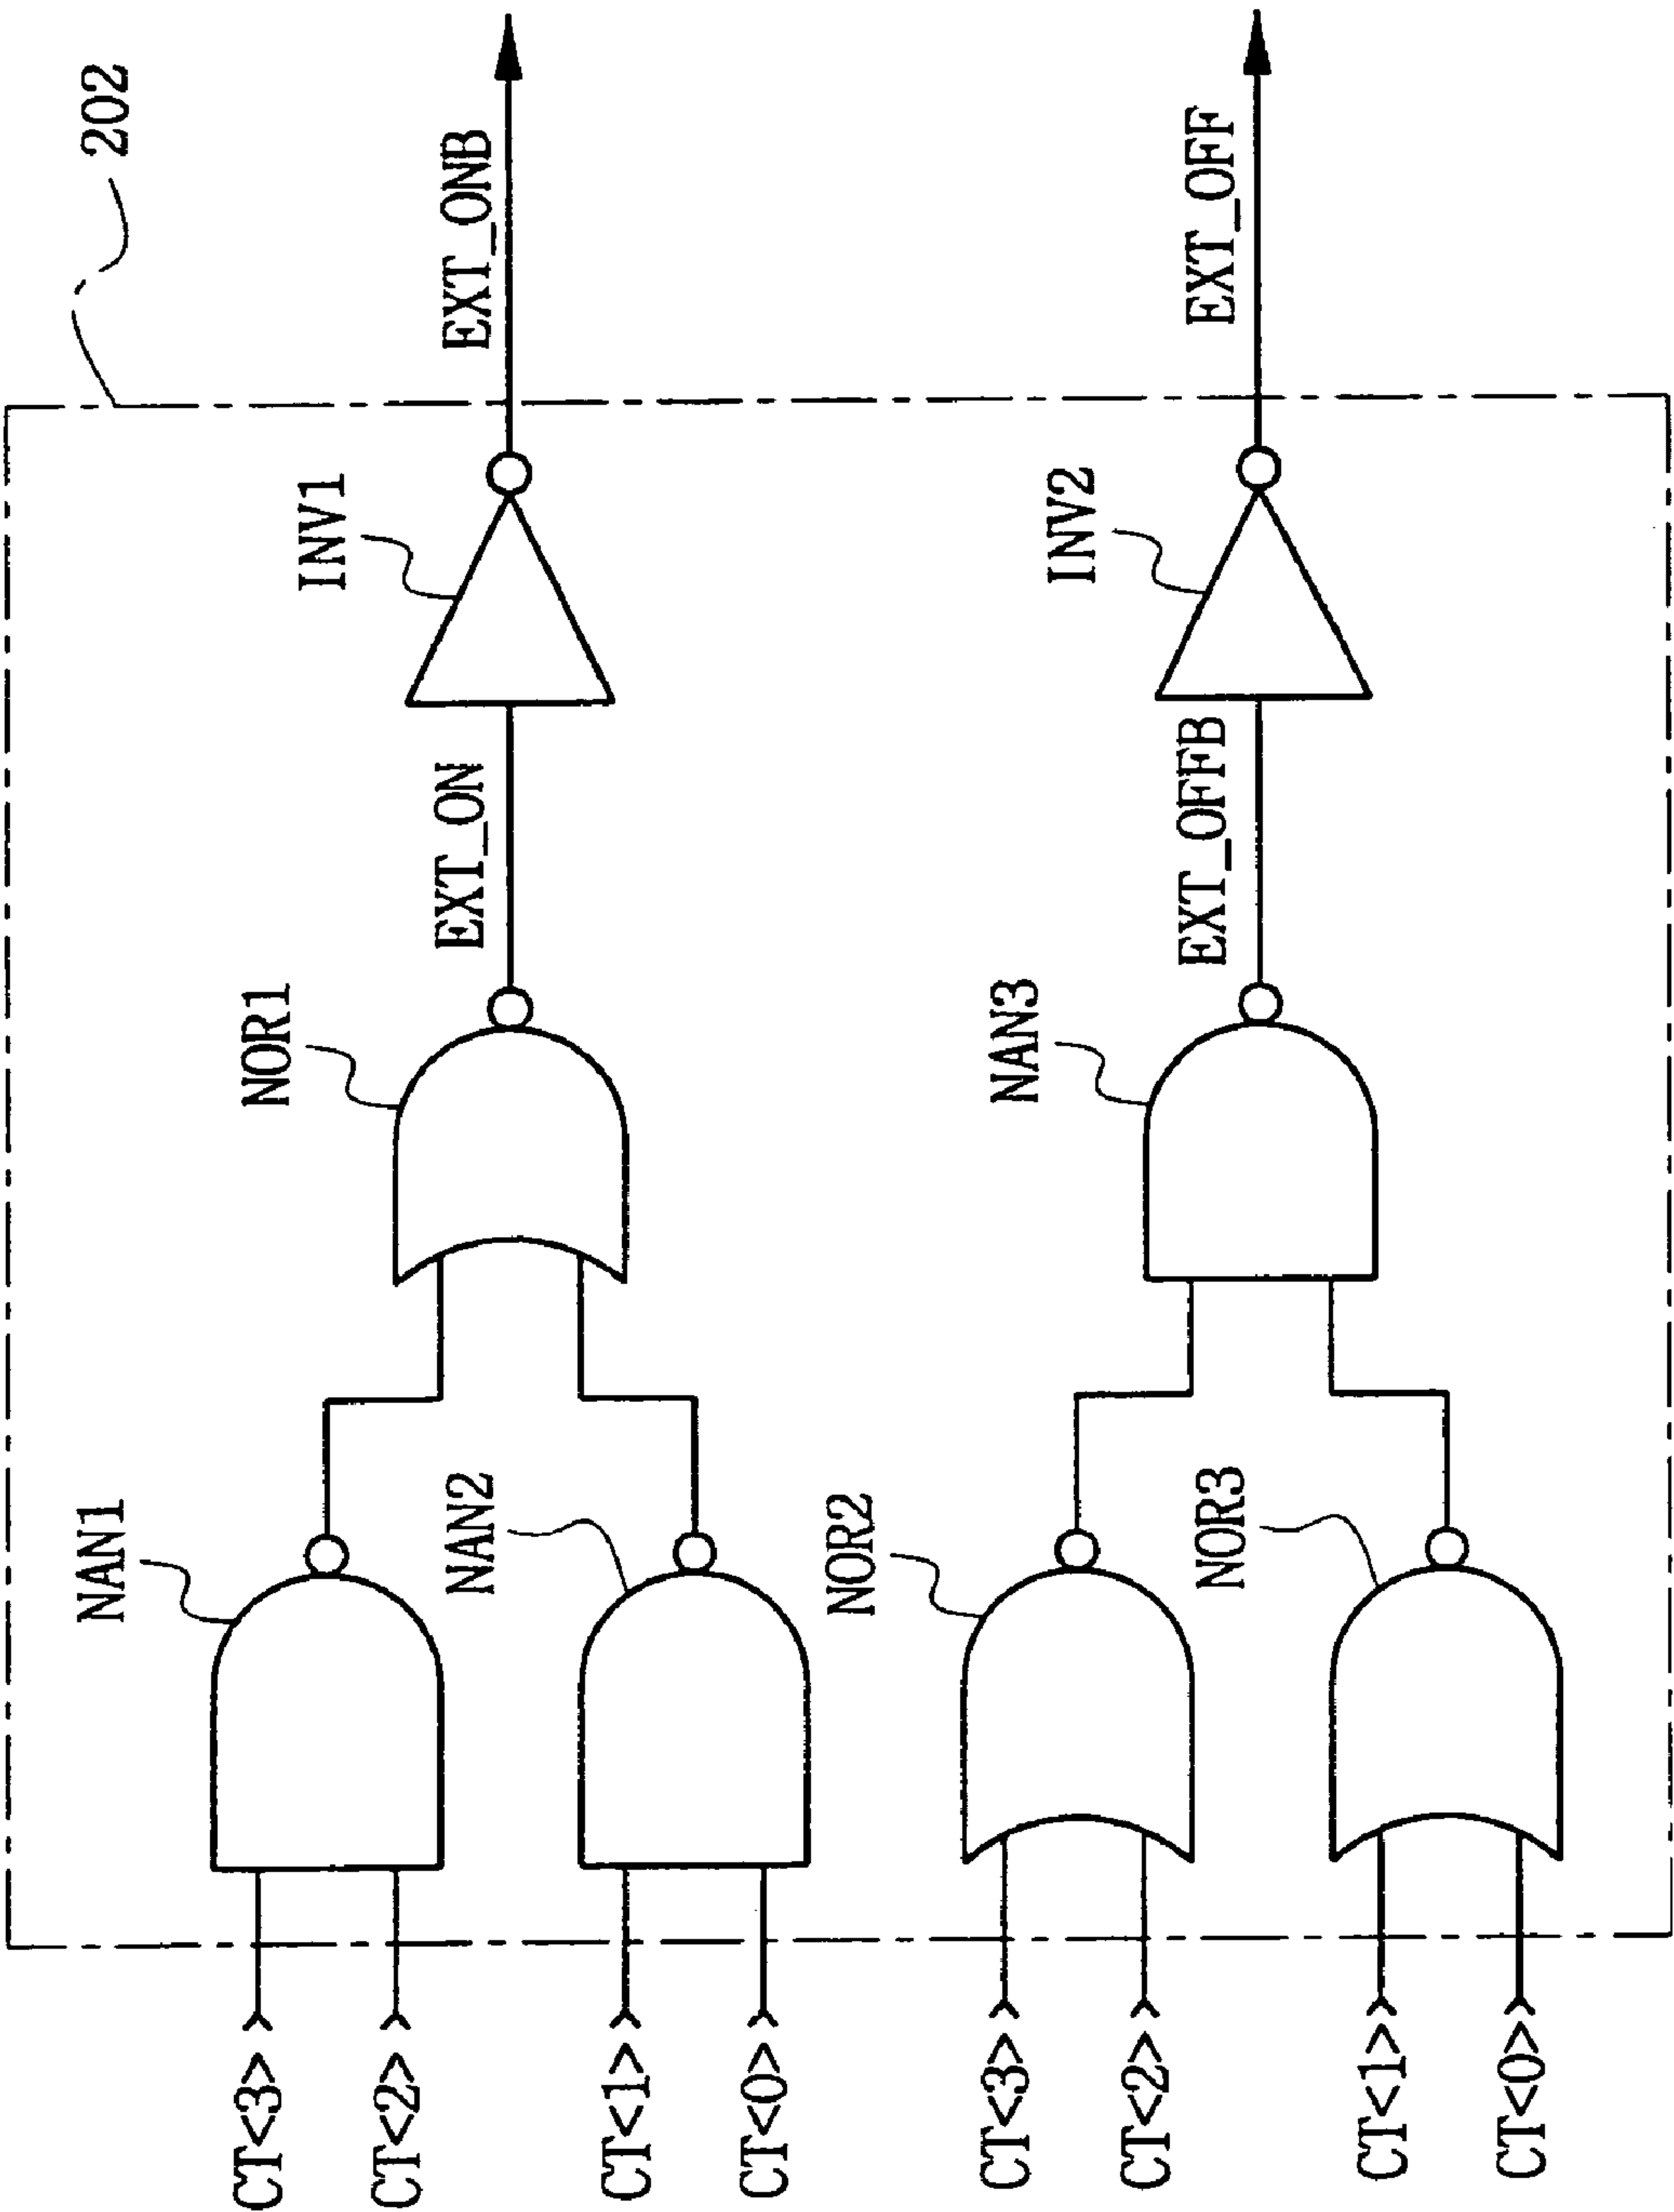 202
CT<3>
CT<2>
NAN1
CT<1>
CT<0>
NAN2
NOR1
EXT_ON
INV1
EXT_ONB
CT<3>
CT<2>
NOR2
CT<1>
CT<0>
NOR3
NAN3
EXT_OFFB
INV2
EXT_OFF